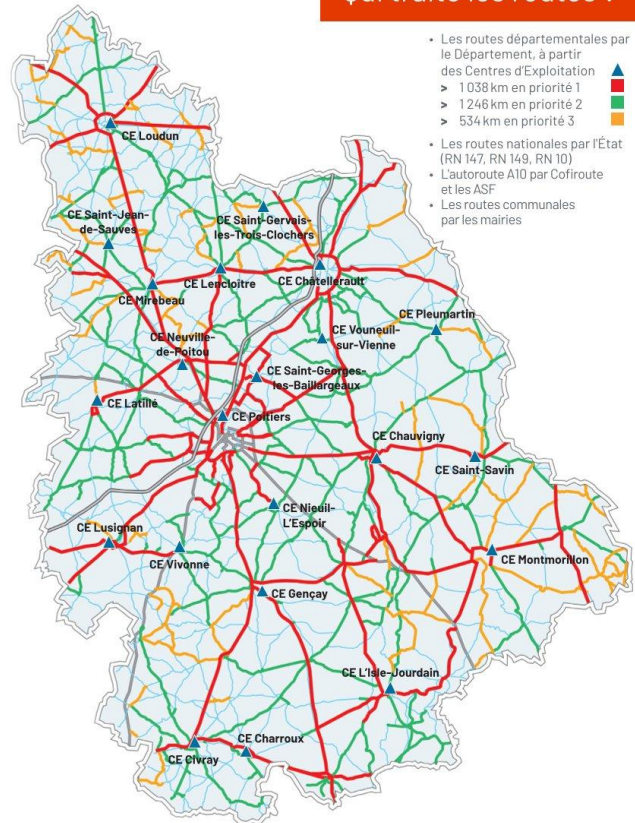 traite les routes ?
• Les routes départementales par
le Département, à partir
des Centres d'Exploitation
> 1 038 km en priorité 1
> 1 246 km en priorité 2
> 534 km en priorité 3
• Les routes nationales par l'État
(RN 147, RN 149, RN 10)
• L'autoroute A10 par Cofiroute
et les ASF
• Les routes communales
par les mairies
CE Loudun
CE Saint-Jean-
de-Sauves
CE Saint-Gervais-
les-Trois-Clochers
CE Mirebeau
CE Lencloître
CE Châtellerault
CE Pleumartin
CE Neuville-
de-Poitou
CE Vouneuil-
sur-Vienne
CE Saint-Georges-
les-Baillargeaux
CE Latillé
CE Poitiers
CE Chauvigny
CE Saint-Savin
CE Nieuil-
L'Espoir
CE Lusignan
CE Vivonne
CE Montmorillon
CE Gençay
CE L'Isle-Jourdain
CE Civray
CE Charroux